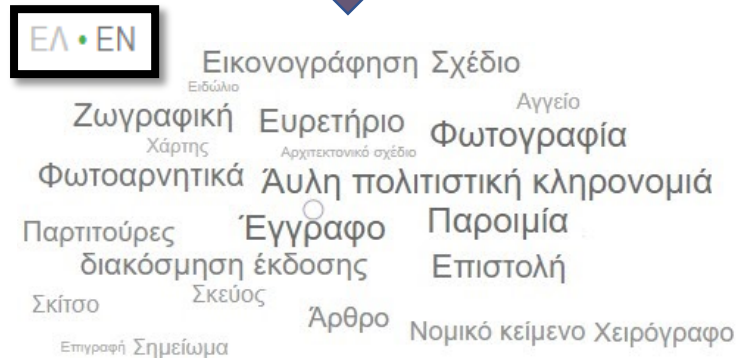 ΕΛ • EN
Εικονογράφηση Σχέδιο
Ειδώλιο
Αγγείο
Ζωγραφική Ευρετήριο Φωτογραφία
Χάρτης Αρχιτεκτονικό σχέδιο
Φωτοαρνητικά Άυλη πολιτιστική κληρονομιά
Παρτιτούρες Έγγραφο Παροιμία
διακόσμηση έκδοσης Επιστολή
Σκίτσο Σκεύος Άρθρο Νομικό κείμενο Χειρόγραφο
Επιγραφή Σημείωμα